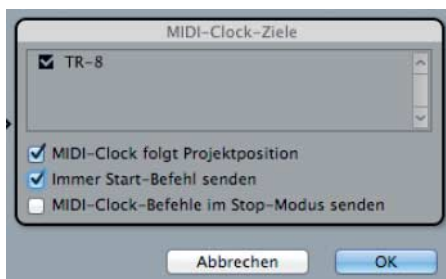 MIDI-Clock-Ziele
TR-8
MIDI-Clock folgt Projektposition
Immer Start-Befehl senden
MIDI-Clock-Befehle im Stop-Modus senden
Abbrechen
OK